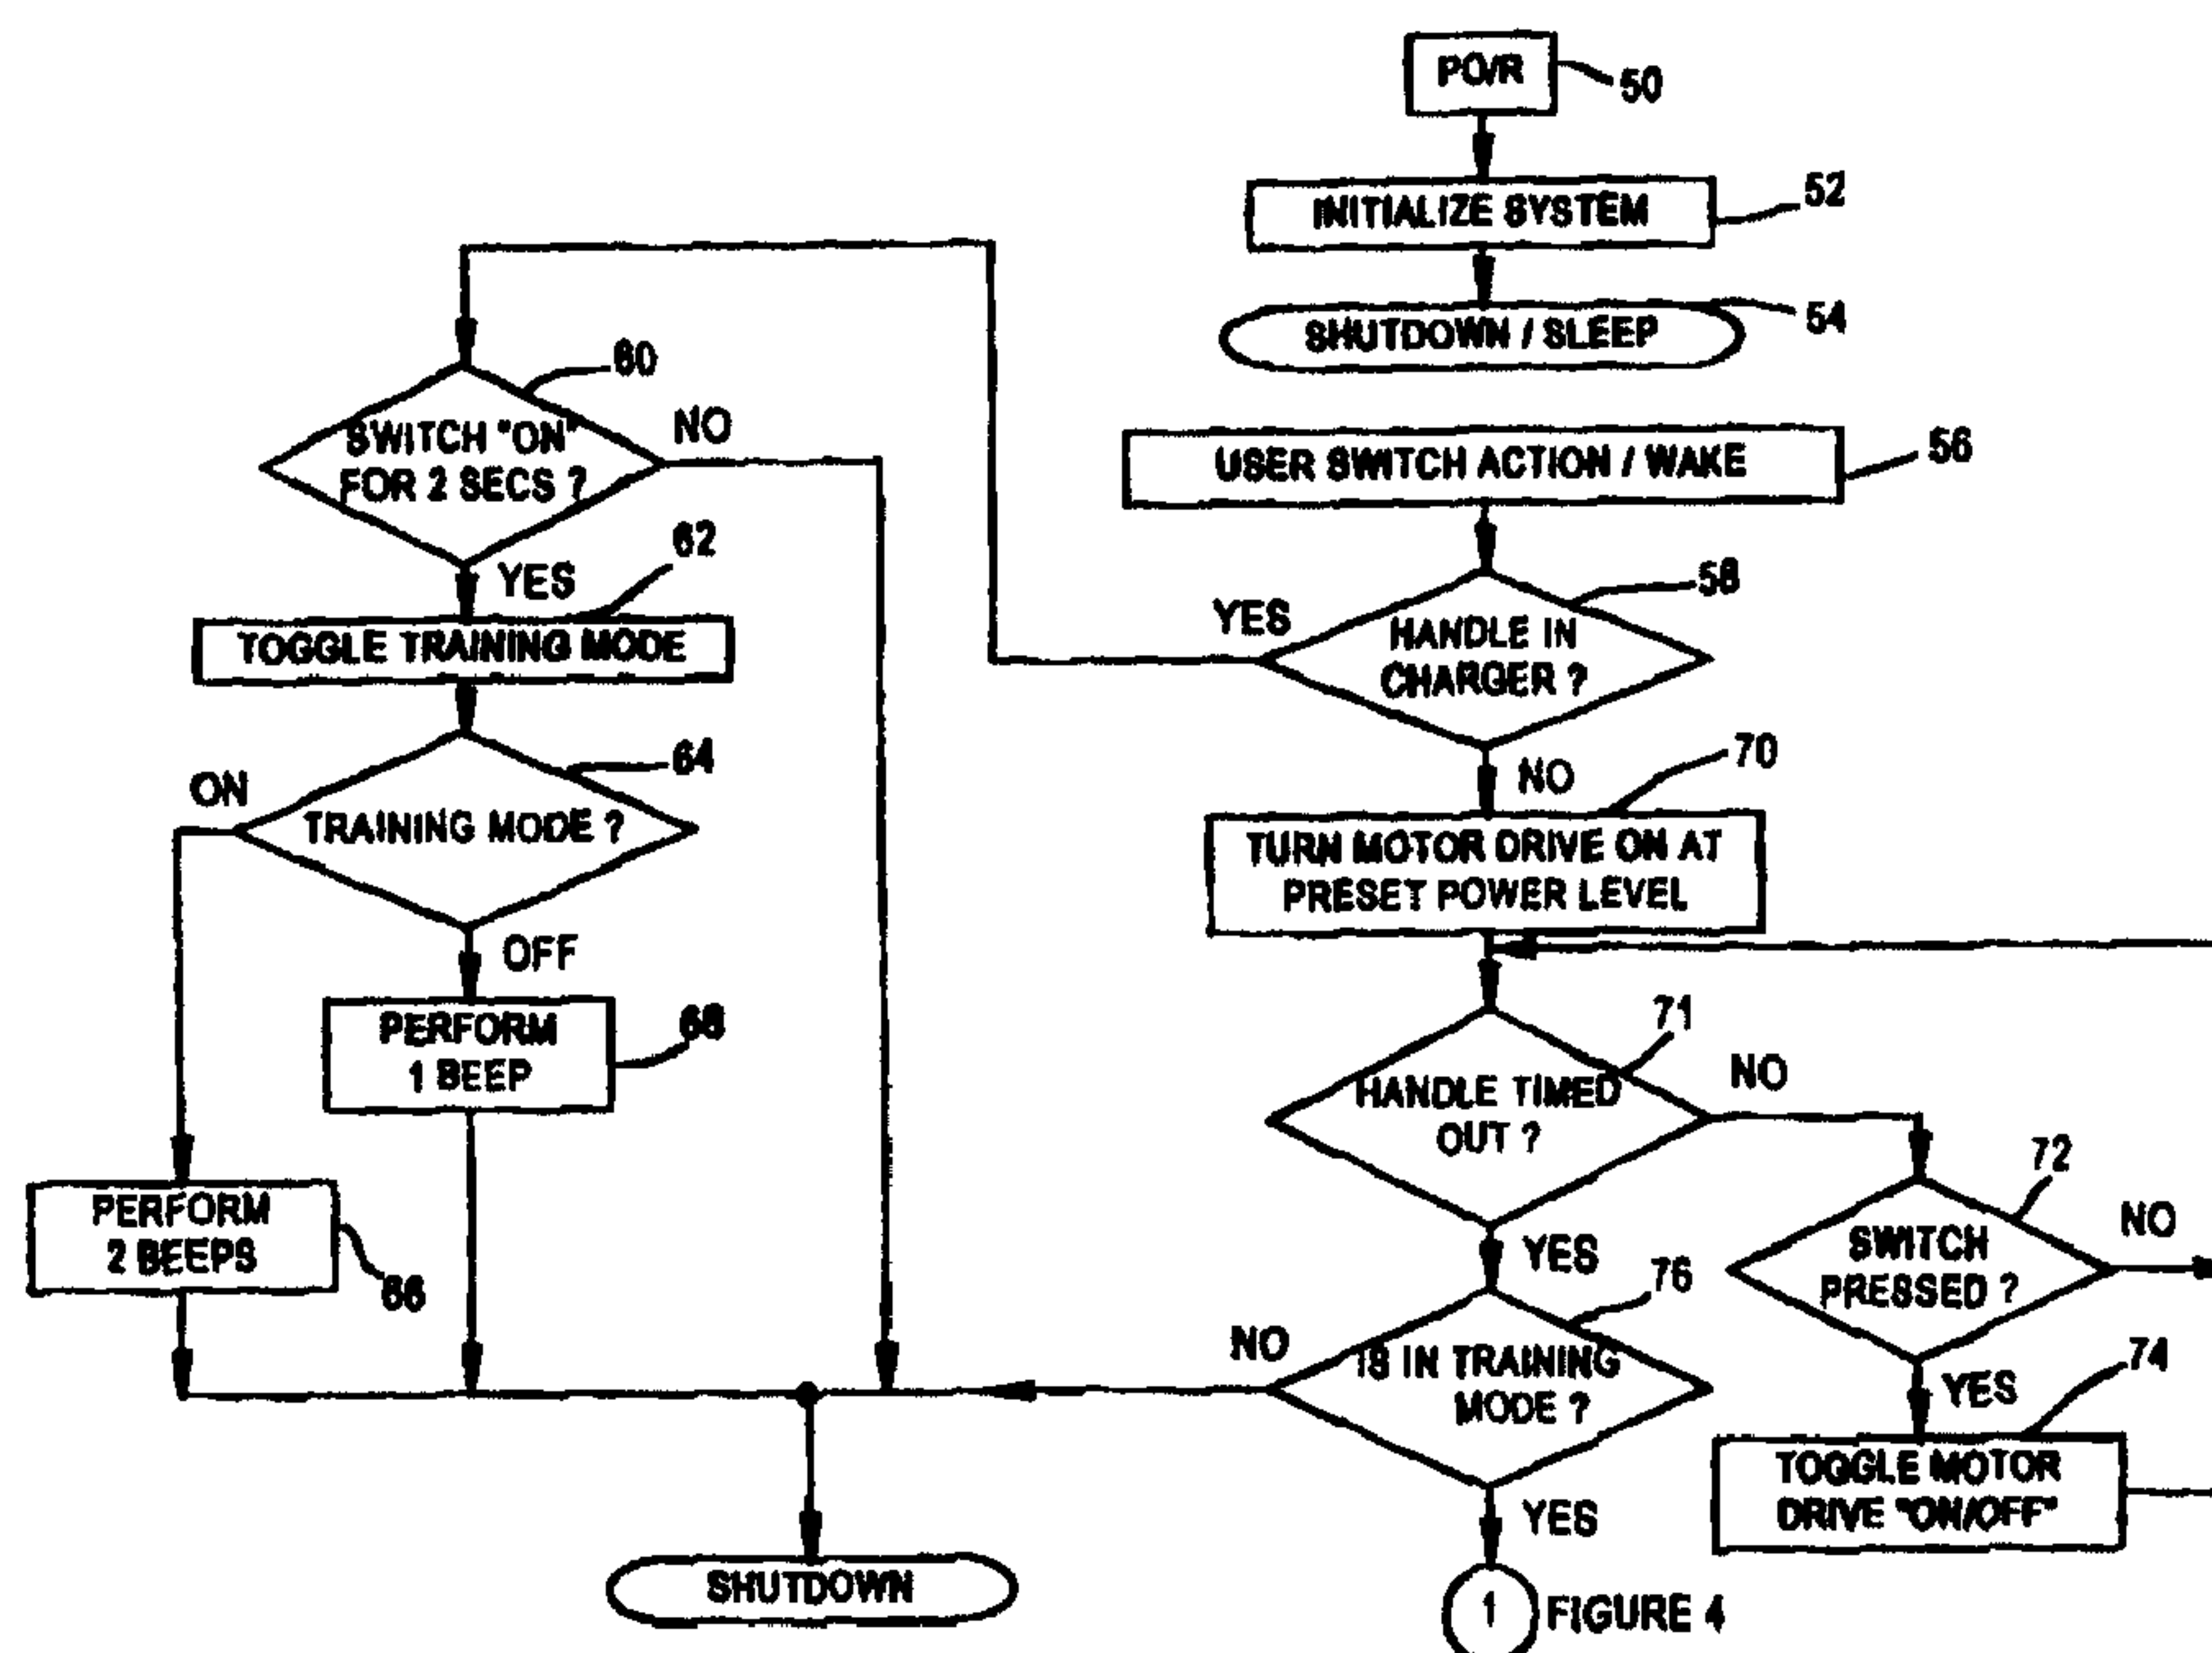 PO/R
50
INITIALIZE SYSTEM
52
SHUTDOWN / SLEEP
54
USER SWITCH ACTION / WAKE
56
HANDLE IN
CHARGER ?
58
YES
NO
SWITCH "ON"
FOR 2 SECS ?
60
NO
YES
TOGGLE TRAINING MODE
62
TRAINING MODE ?
64
ON
OFF
PERFORM
1 BEEP
68
PERFORM
2 BEEPS
66
TURN MOTOR DRIVE ON AT
PRESET POWER LEVEL
70
HANDLE TIMED
OUT ?
71
NO
YES
SWITCH
PRESSED ?
72
NO
YES
TOGGLE MOTOR
DRIVE "ON/OFF"
74
IS IN TRAINING
MODE ?
76
NO
YES
SHUTDOWN
1
FIGURE 4